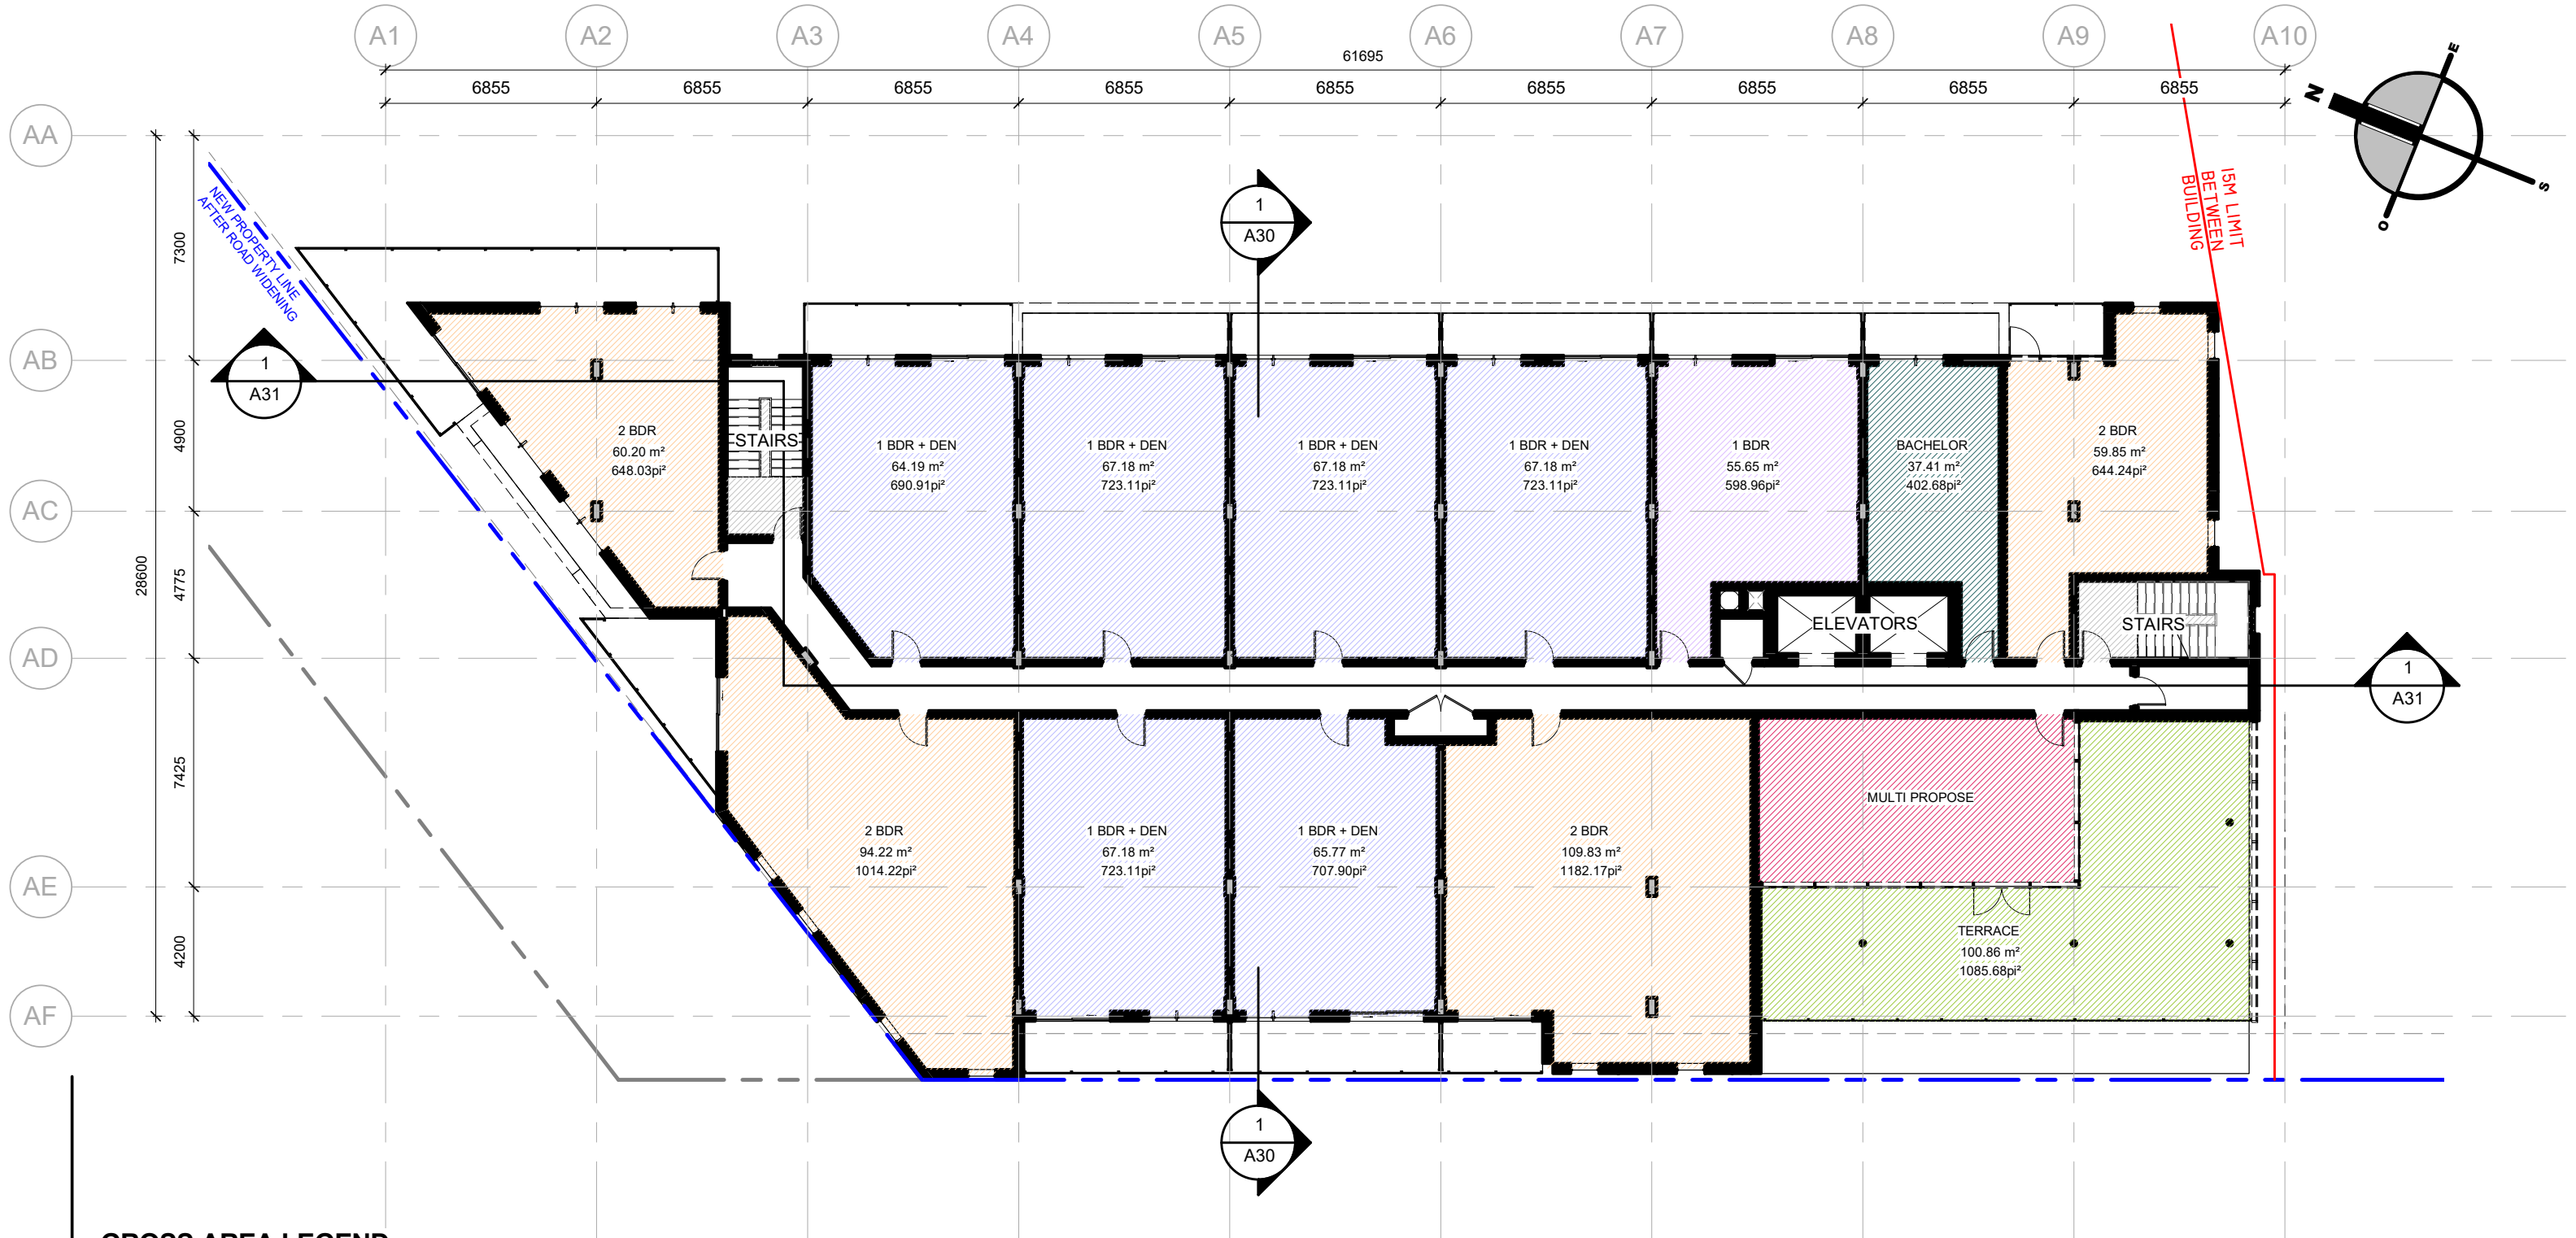 A1 A2 A3 A4 A5 A6 A7 A8 A9 A10
61695
6855 6855 6855 6855 6855 6855 6855 6855 6855
AA
AB
AC
AD
AE
AF
28600
7300
4900
4775
7425
4200
N
E
S
O
15M LIMIT
BETWEEN
BUILDING
NEW PROPERTY LINE
AFTER ROAD WIDENING
1
A30
1
A31
2 BDR
60.20 m²
648.03pi²
STAIRS
1 BDR + DEN
64.19 m²
690.91pi²
1 BDR + DEN
67.18 m²
723.11pi²
1 BDR + DEN
67.18 m²
723.11pi²
1 BDR + DEN
67.18 m²
723.11pi²
1 BDR
55.65 m²
598.96pi²
BACHELOR
37.41 m²
402.68pi²
2 BDR
59.85 m²
644.24pi²
ELEVATORS
STAIRS
1
A31
2 BDR
94.22 m²
1014.22pi²
1 BDR + DEN
67.18 m²
723.11pi²
1 BDR + DEN
65.77 m²
707.90pi²
2 BDR
109.83 m²
1182.17pi²
MULTI PROPOSE
TERRACE
100.86 m²
1085.68pi²
1
A30
GROSS AREA LEGEND